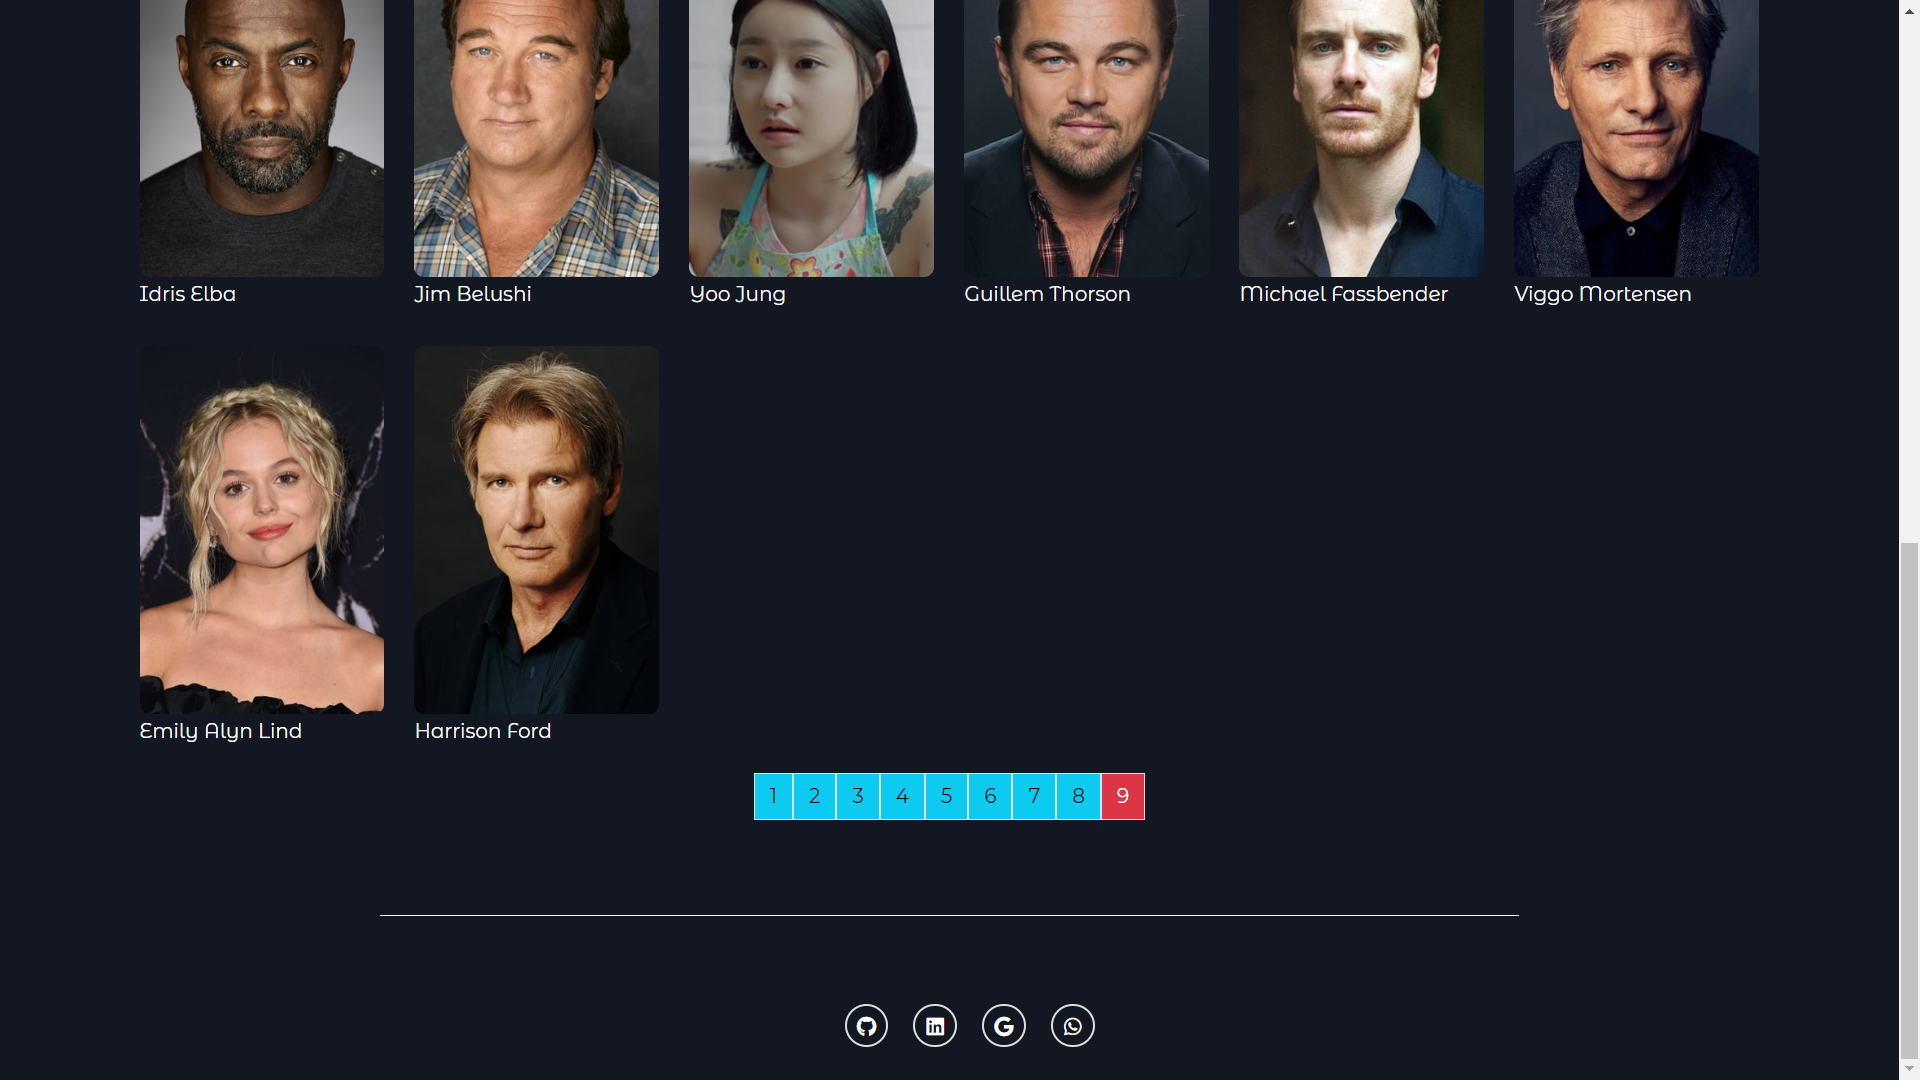 Idris Elba
Jim Belushi
Yoo Jung
Guillem Thorson
Michael Fassbender
Viggo Mortensen
Emily Alyn Lind
Harrison Ford
1 2 3 4 5 6 7 8 9